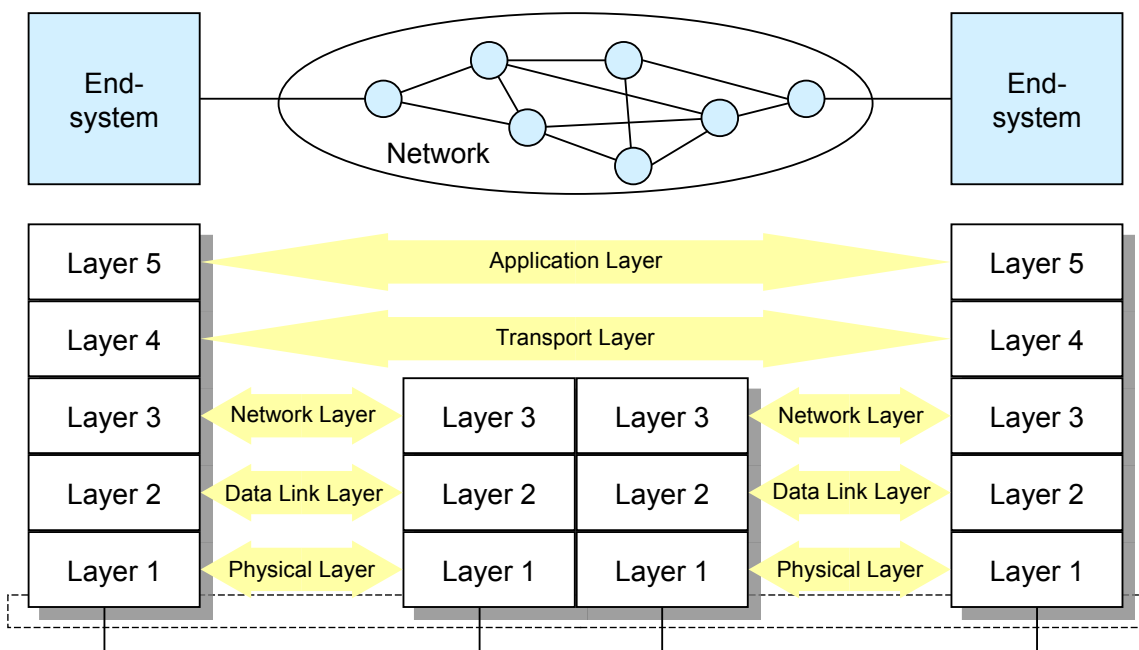 End-
system
Network
End-
system
Layer 5
Application Layer
Layer 5
Layer 4
Transport Layer
Layer 4
Layer 3
Network Layer
Layer 3
Layer 3
Network Layer
Layer 3
Layer 2
Data Link Layer
Layer 2
Layer 2
Data Link Layer
Layer 2
Layer 1
Physical Layer
Layer 1
Layer 1
Physical Layer
Layer 1